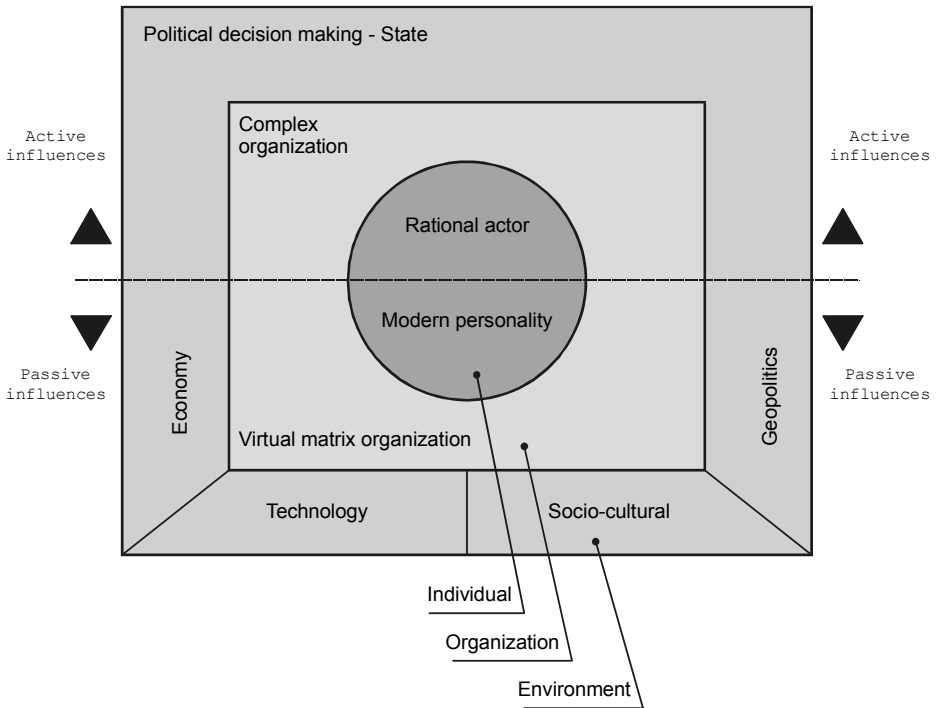 Political decision making - State
Complex
organization
Active
influences
Active
influences
Rational actor
Modern personality
Passive
influences
Passive
influences
Economy
Geopolitics
Virtual matrix organization
Technology
Socio-cultural
Individual
Organization
Environment